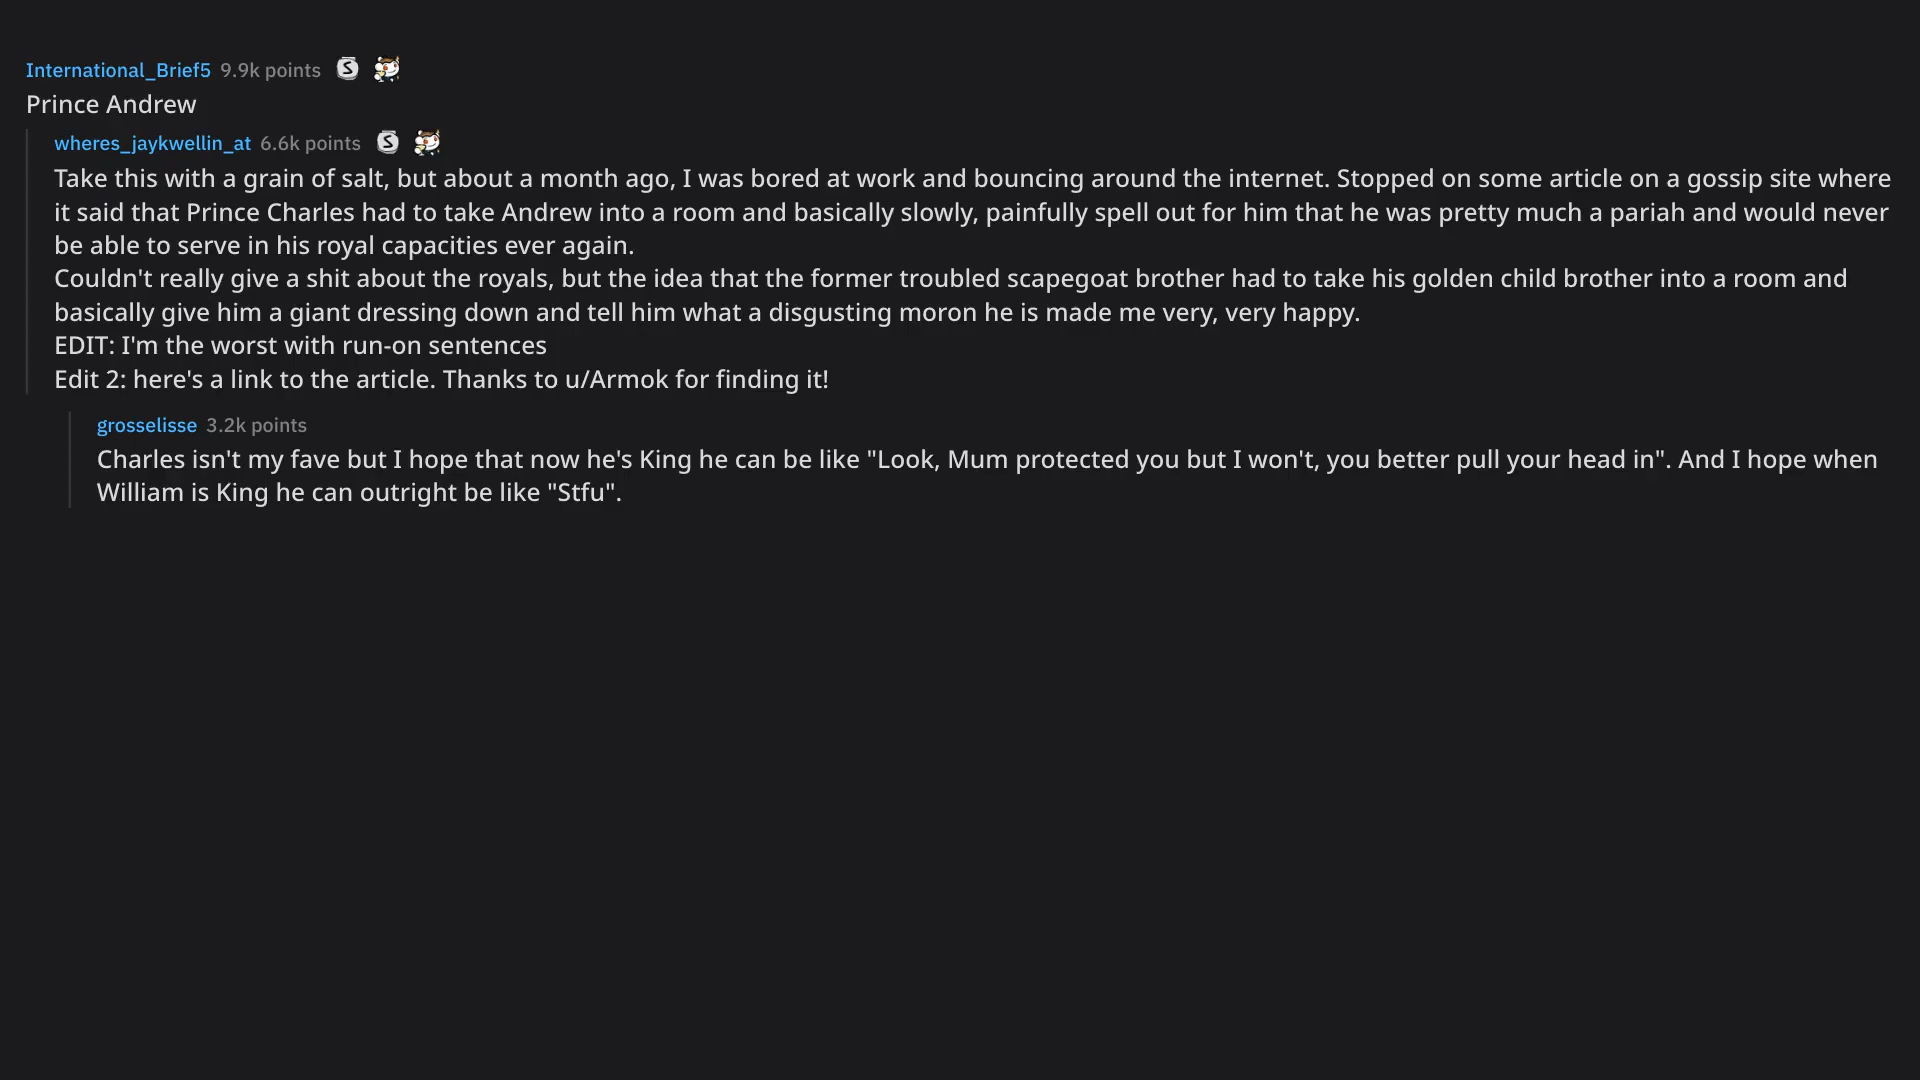 International_Brief5 9.9k points
Prince Andrew
wheres_jaykwellin_at 6.6k points
Take this with a grain of salt, but about a month ago, I was bored at work and bouncing around the internet. Stopped on some article on a gossip site where
it said that Prince Charles had to take Andrew into a room and basically slowly, painfully spell out for him that he was pretty much a pariah and would never
be able to serve in his royal capacities ever again.
Couldn't really give a shit about the royals, but the idea that the former troubled scapegoat brother had to take his golden child brother into a room and
basically give him a giant dressing down and tell him what a disgusting moron he is made me very, very happy.
EDIT: I'm the worst with run-on sentences
Edit 2: here's a link to the article. Thanks to u/Armok for finding it!
grosselisse 3.2k points
Charles isn't my fave but I hope that now he's King he can be like "Look, Mum protected you but I won't, you better pull your head in". And I hope when
William is King he can outright be like "Stfu".